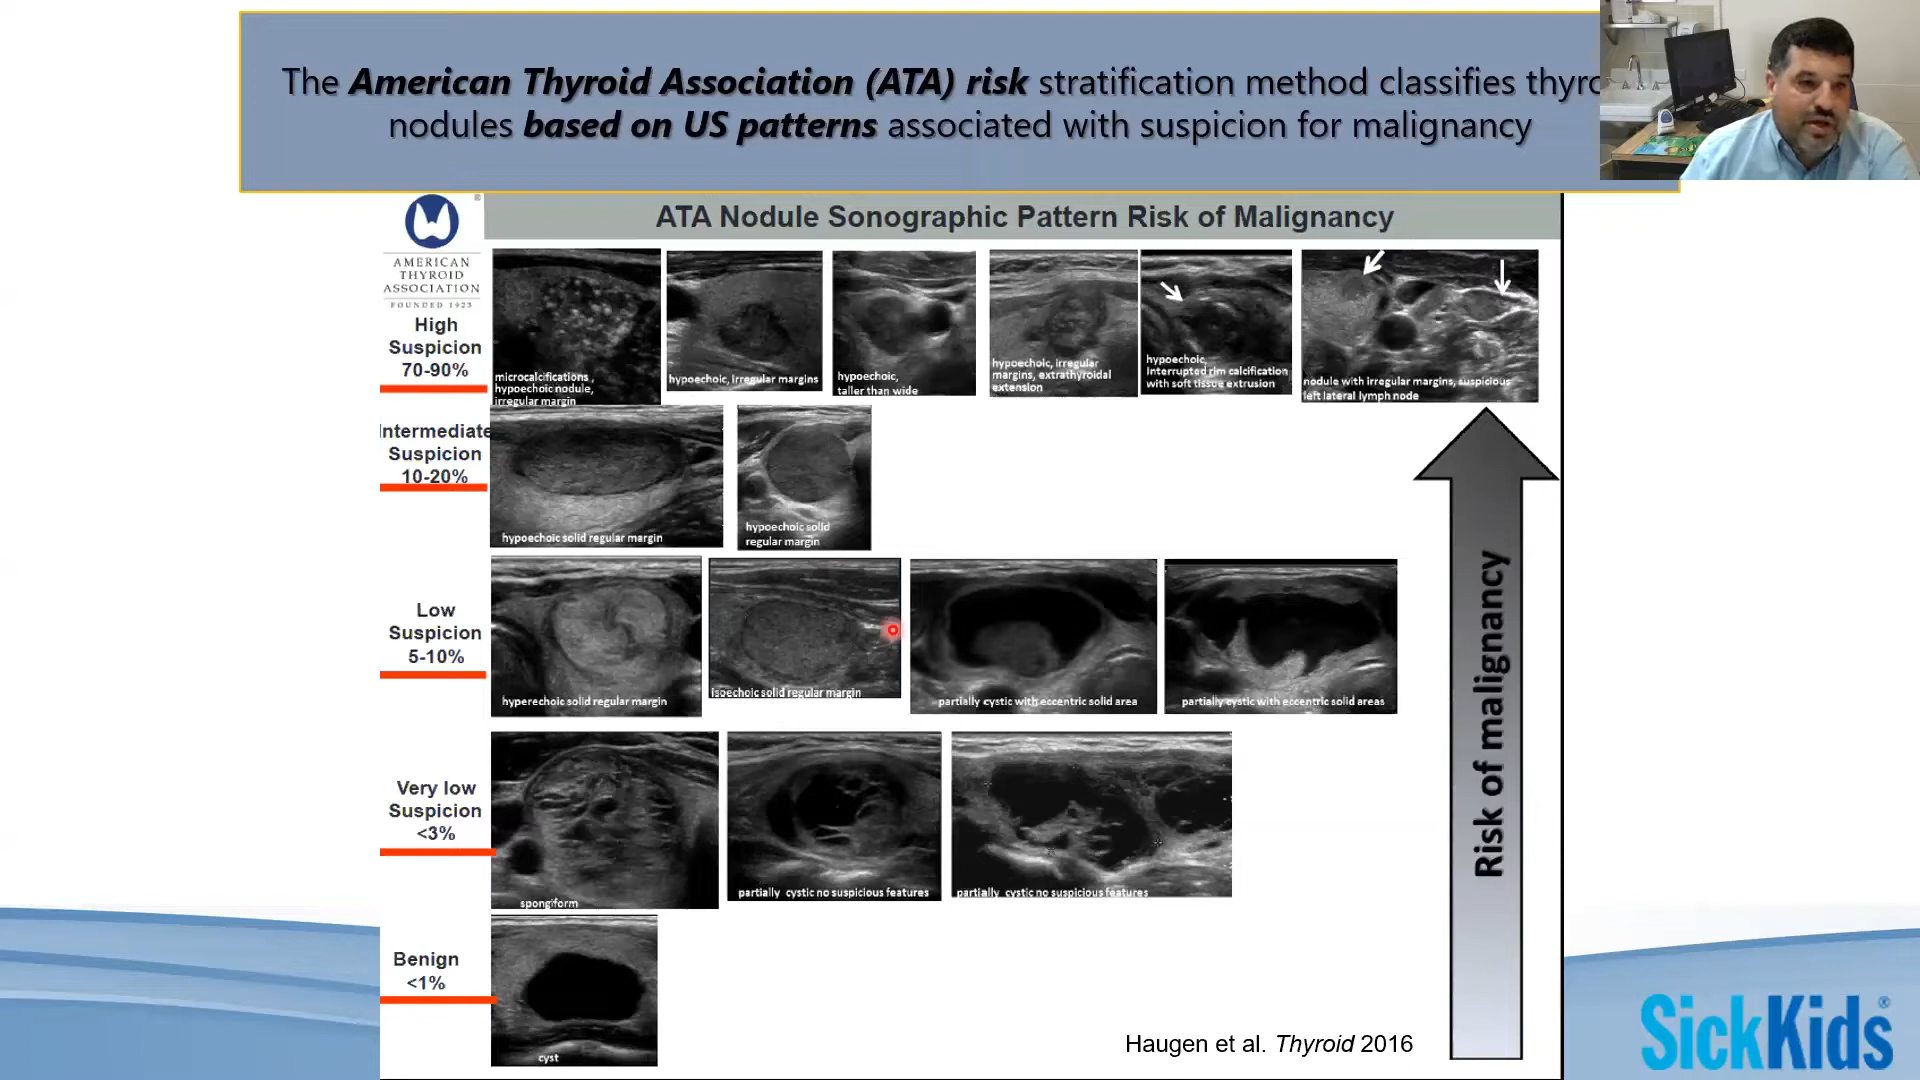 The American Thyroid Association (ATA) risk stratification method classifies thyro
nodules based on US patterns associated with suspicion for malignancy
ATA Nodule Sonographic Pattern Risk of Malignancy
®
AMERICAN
THYROID
ASSOCIATION
FOUNDED 1923
High
Suspicion
70-90%
microcalcifications,
hypoechoic nodule,
irregular margin
hypoechoic, irregular margins
hypoechoic,
taller than wide
hypoechoic, irregular
margins, extrathyroidal
extension
hypoechoic,
Interrupted rim calcification
with soft tissue extrusion
nodule with irregular margins, suspicious
left lateral lymph node
Intermediate
Suspicion
10-20%
hypoechoic solid regular margin
hypoechoic solid
regular margin
Low
Suspicion
5-10%
hyperechoic solid regular margin
Isoechoic solid regular margin
partially cystic with eccentric solid area
partially cystic with eccentric solid areas
Very low
Suspicion
<3%
spongiform
partially cystic no suspicious features
partially cystic no suspicious features
Benign
<1%
cyst
Risk of malignancy
Haugen et al. Thyroid 2016
SickKids®